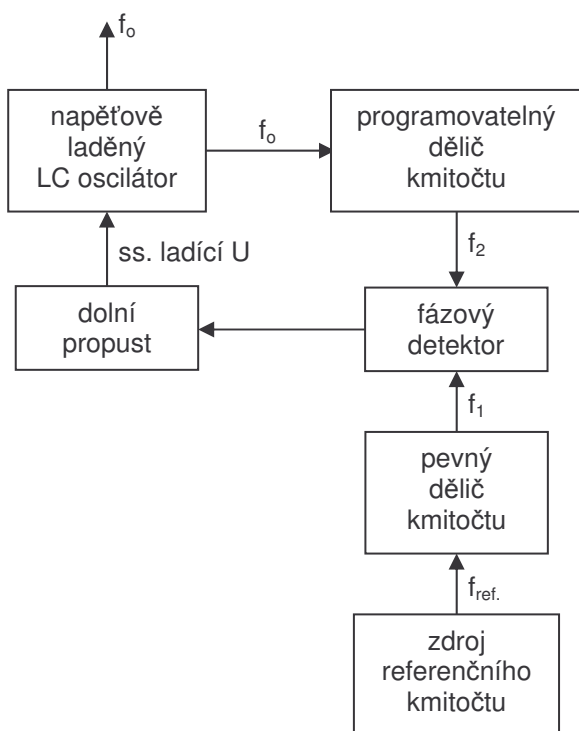 fₒ
napěťově
laděný
LC oscilátor
fₒ
programovatelný
dělič
kmitočtu
ss. ladící U
f₂
dolní
propust
fázový
detektor
f₁
pevný
dělič
kmitočtu
f_ref.
zdroj
referenčního
kmitočtu